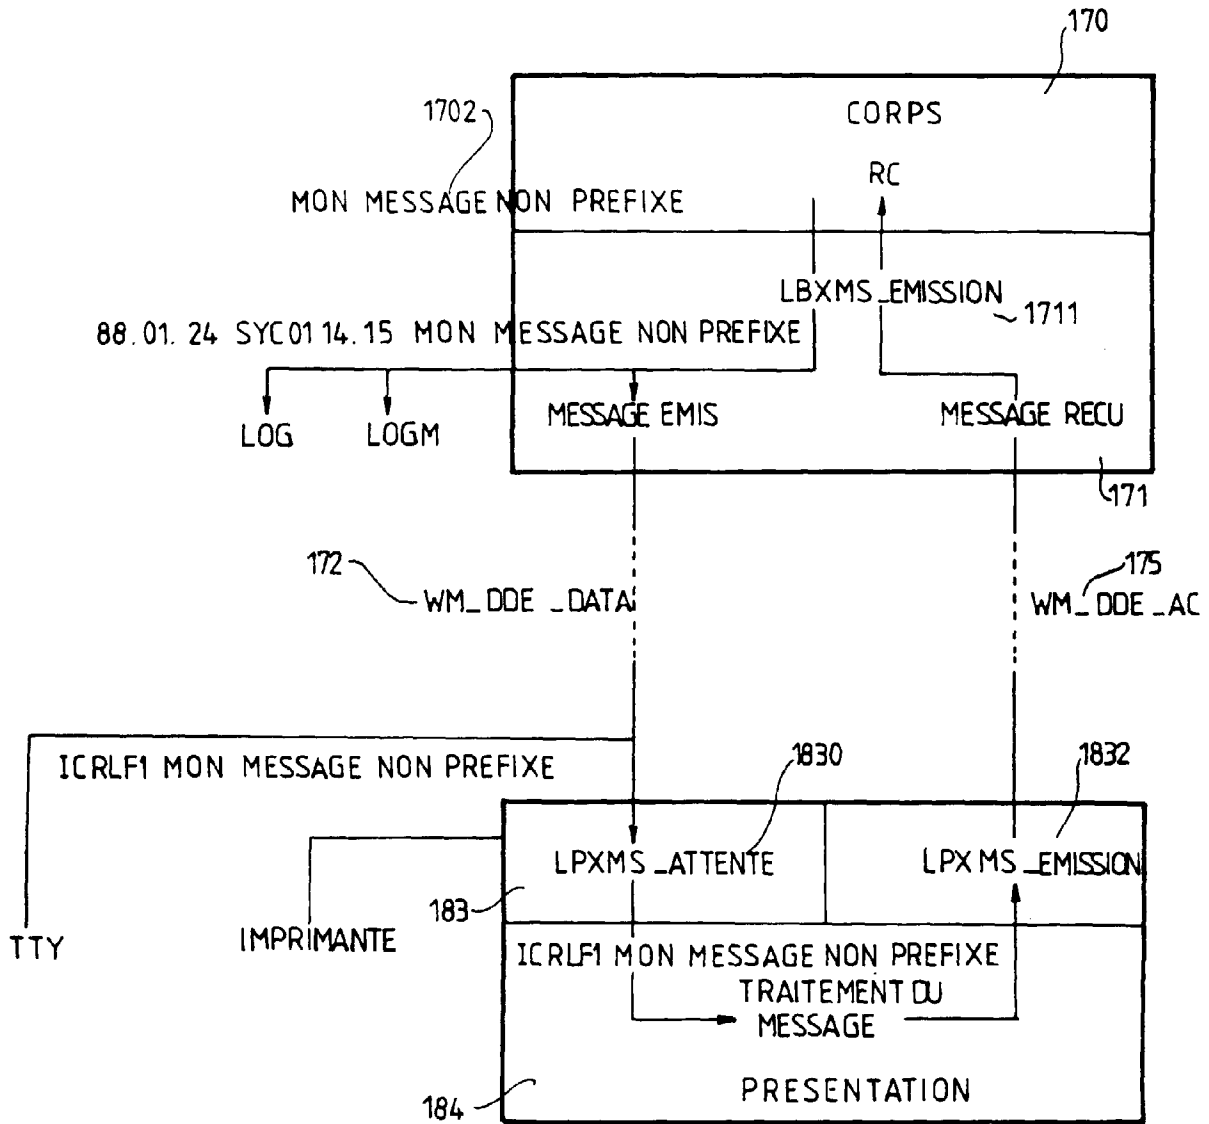 170
1702
CORPS
RC
MON MESSAGE NON PREFIXE
LBXMS_EMISSION
1711
88.01.24 SYC01 14.15 MON MESSAGE NON PREFIXE
LOG
LOGM
MESSAGE EMIS
MESSAGE RECU
171
172
175
WM_DDE_DATA
WM_DDE_AC
ICRLF1 MON MESSAGE NON PREFIXE
1830
1832
LPXMS_ATTENTE
LPXMS_EMISSION
183
TTY
IMPRIMANTE
ICRLF1 MON MESSAGE NON PREFIXE
TRAITEMENT DU
MESSAGE
184
PRESENTATION